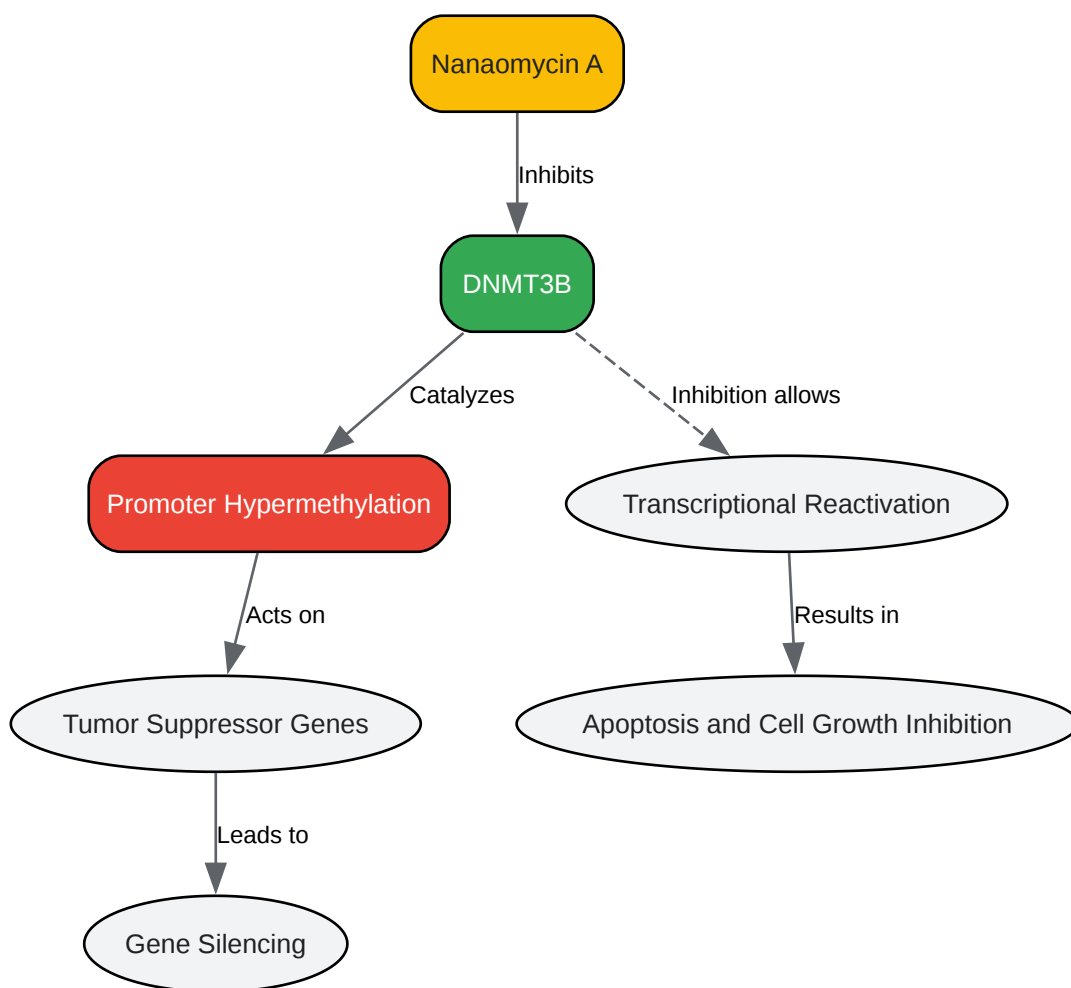 Nanaomycin A
Inhibits
DNMT3B
Catalyzes
Inhibition allows
Promoter Hypermethylation
Transcriptional Reactivation
Acts on
Results in
Tumor Suppressor Genes
Apoptosis and Cell Growth Inhibition
Leads to
Gene Silencing